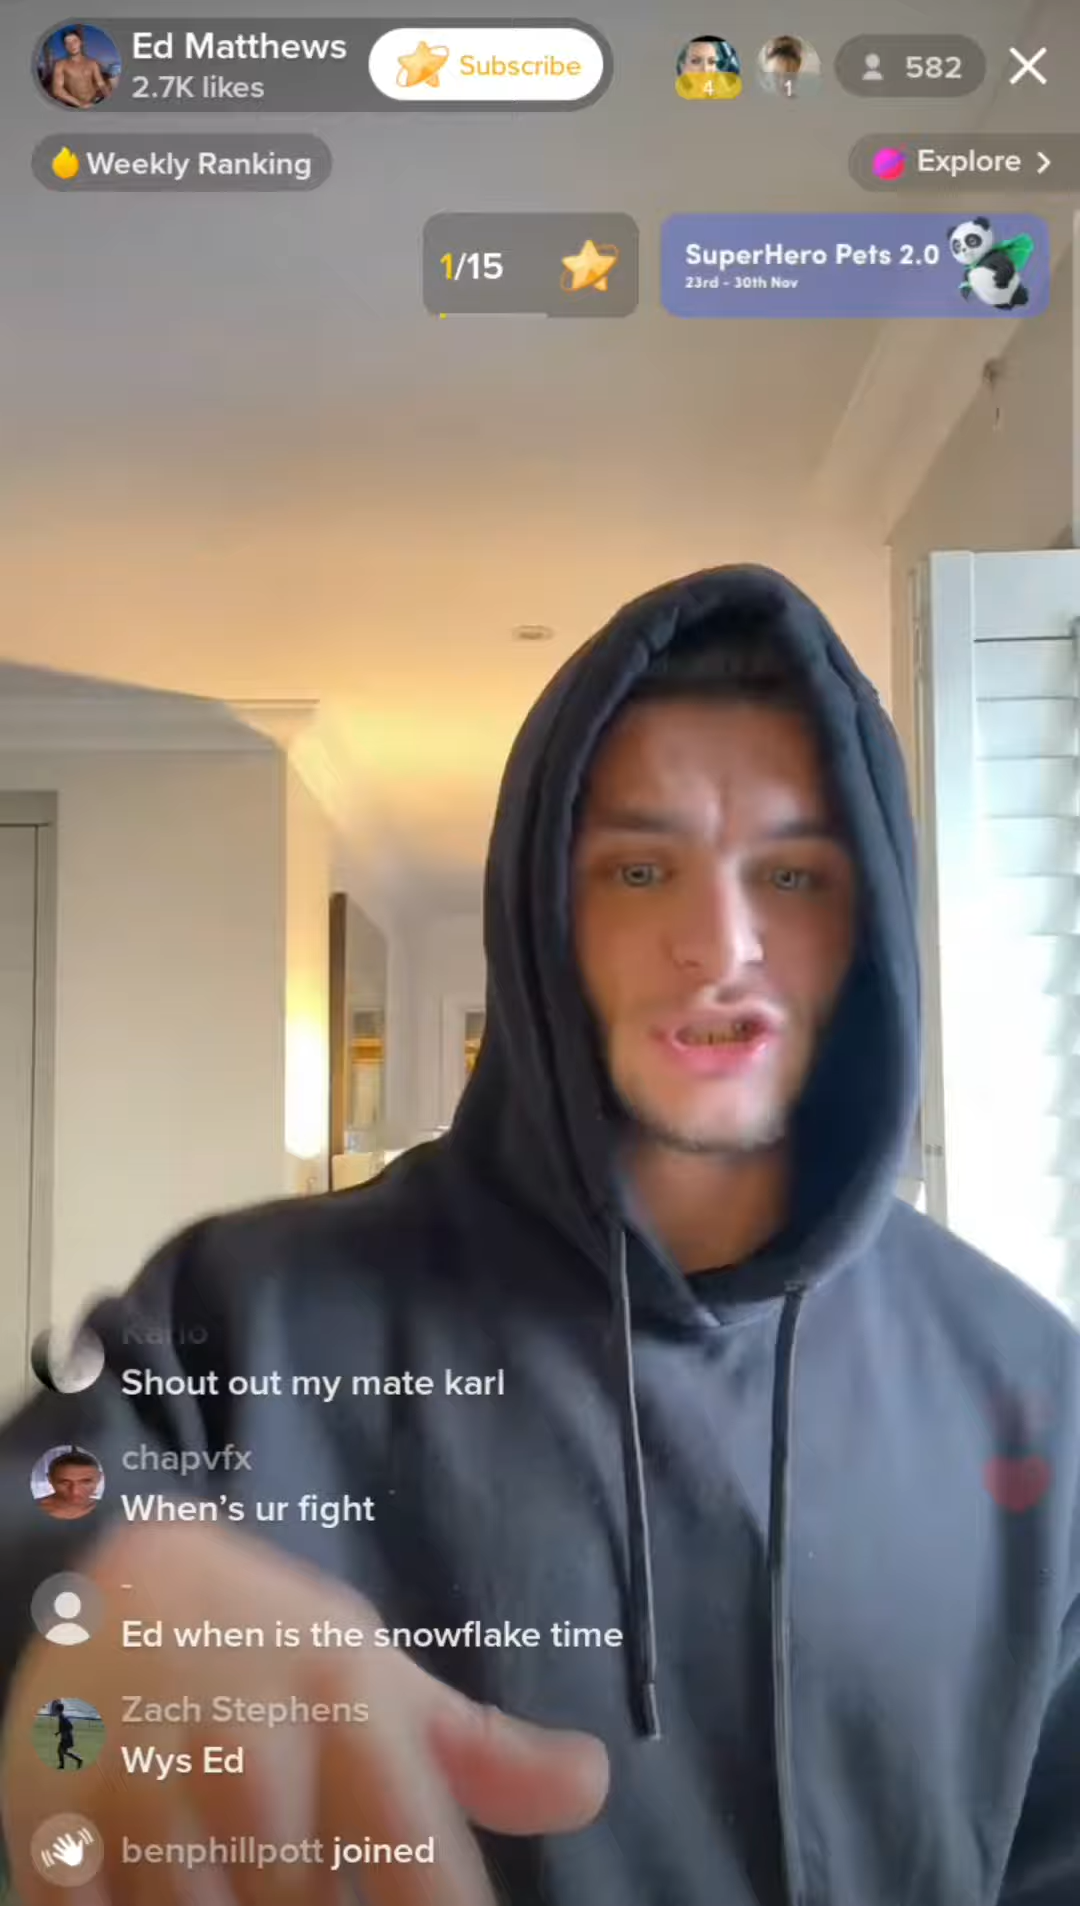 Ed Matthews
2.7K likes
Subscribe
4
1
582
Weekly Ranking
Explore
1/15
SuperHero Pets 2.0
23rd - 30th Nov
Karlo
Shout out my mate karl
chapvfx
When's ur fight
-
Ed when is the snowflake time
Zach Stephens
Wys Ed
benphillpott joined